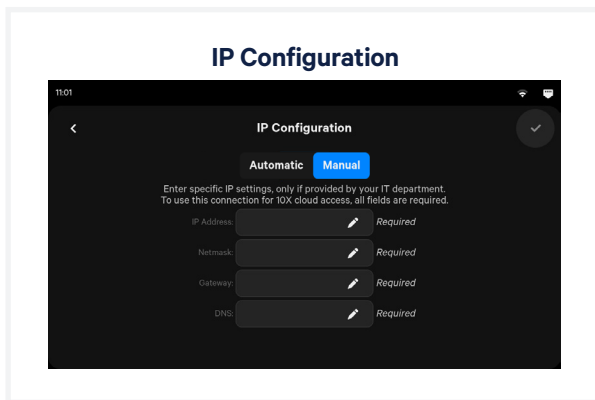 IP Configuration
11:01
IP Configuration
Automatic Manual
Enter specific IP settings, only if provided by your IT department.
To use this connection for 10X cloud access, all fields are required.
IP Address: Required
Netmask: Required
Gateway: Required
DNS: Required